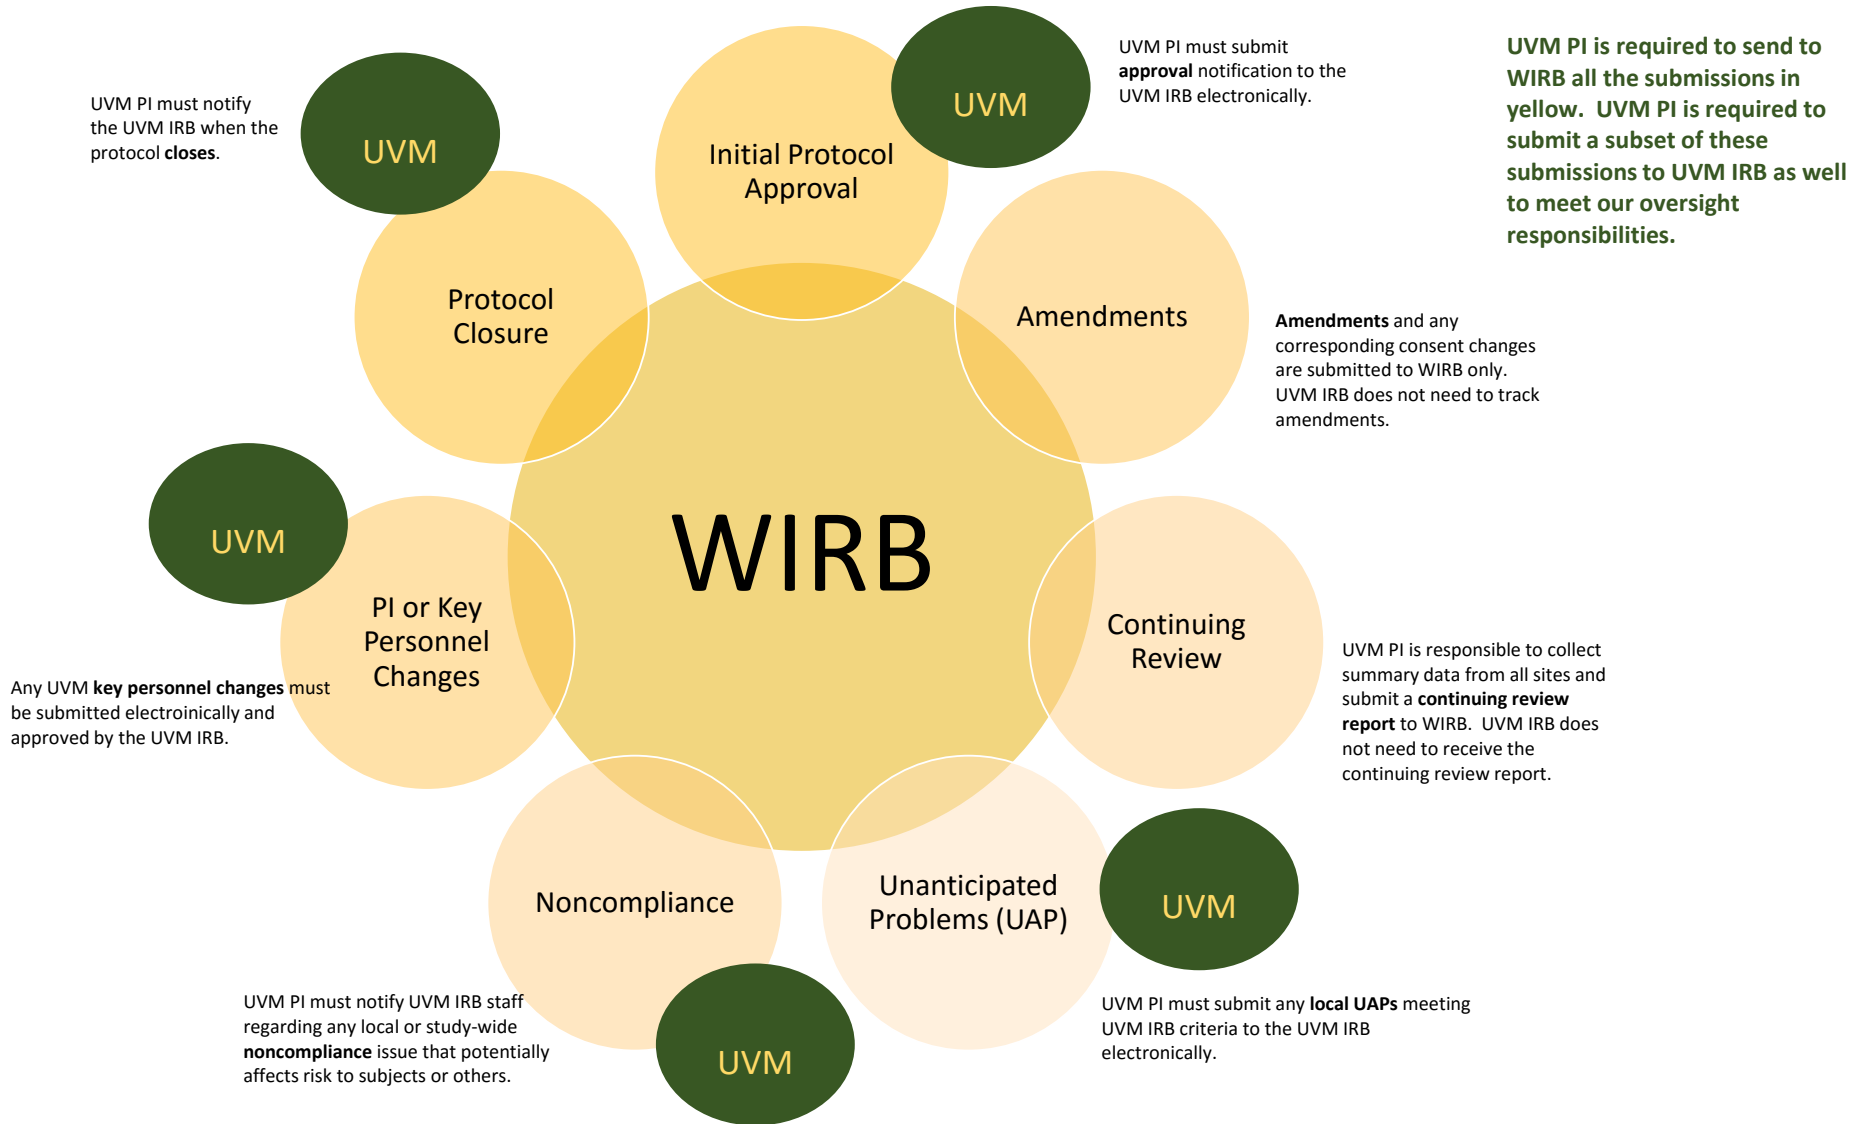 UVM PI must submit
approval notification to the
UVM IRB electronically.
UVM
Initial Protocol
Approval
UVM PI is required to send to
WIRB all the submissions in
yellow.  UVM PI is required to
submit a subset of these
submissions to UVM IRB as well
to meet our oversight
responsibilities.
Amendments
Amendments and any
corresponding consent changes
are submitted to WIRB only.
UVM IRB does not need to track
amendments.
Continuing
Review
UVM PI is responsible to collect
summary data from all sites and
submit a continuing review
report to WIRB.  UVM IRB does
not need to receive the
continuing review report.
Unanticipated
Problems (UAP)
UVM
UVM PI must submit any local UAPs meeting
UVM IRB criteria to the UVM IRB
electronically.
Noncompliance
UVM
UVM PI must notify UVM IRB staff
regarding any local or study-wide
noncompliance issue that potentially
affects risk to subjects or others.
PI or Key
Personnel
Changes
UVM
Any UVM key personnel changes must
be submitted electroinically and
approved by the UVM IRB.
Protocol
Closure
UVM
UVM PI must notify
the UVM IRB when the
protocol closes.
WIRB